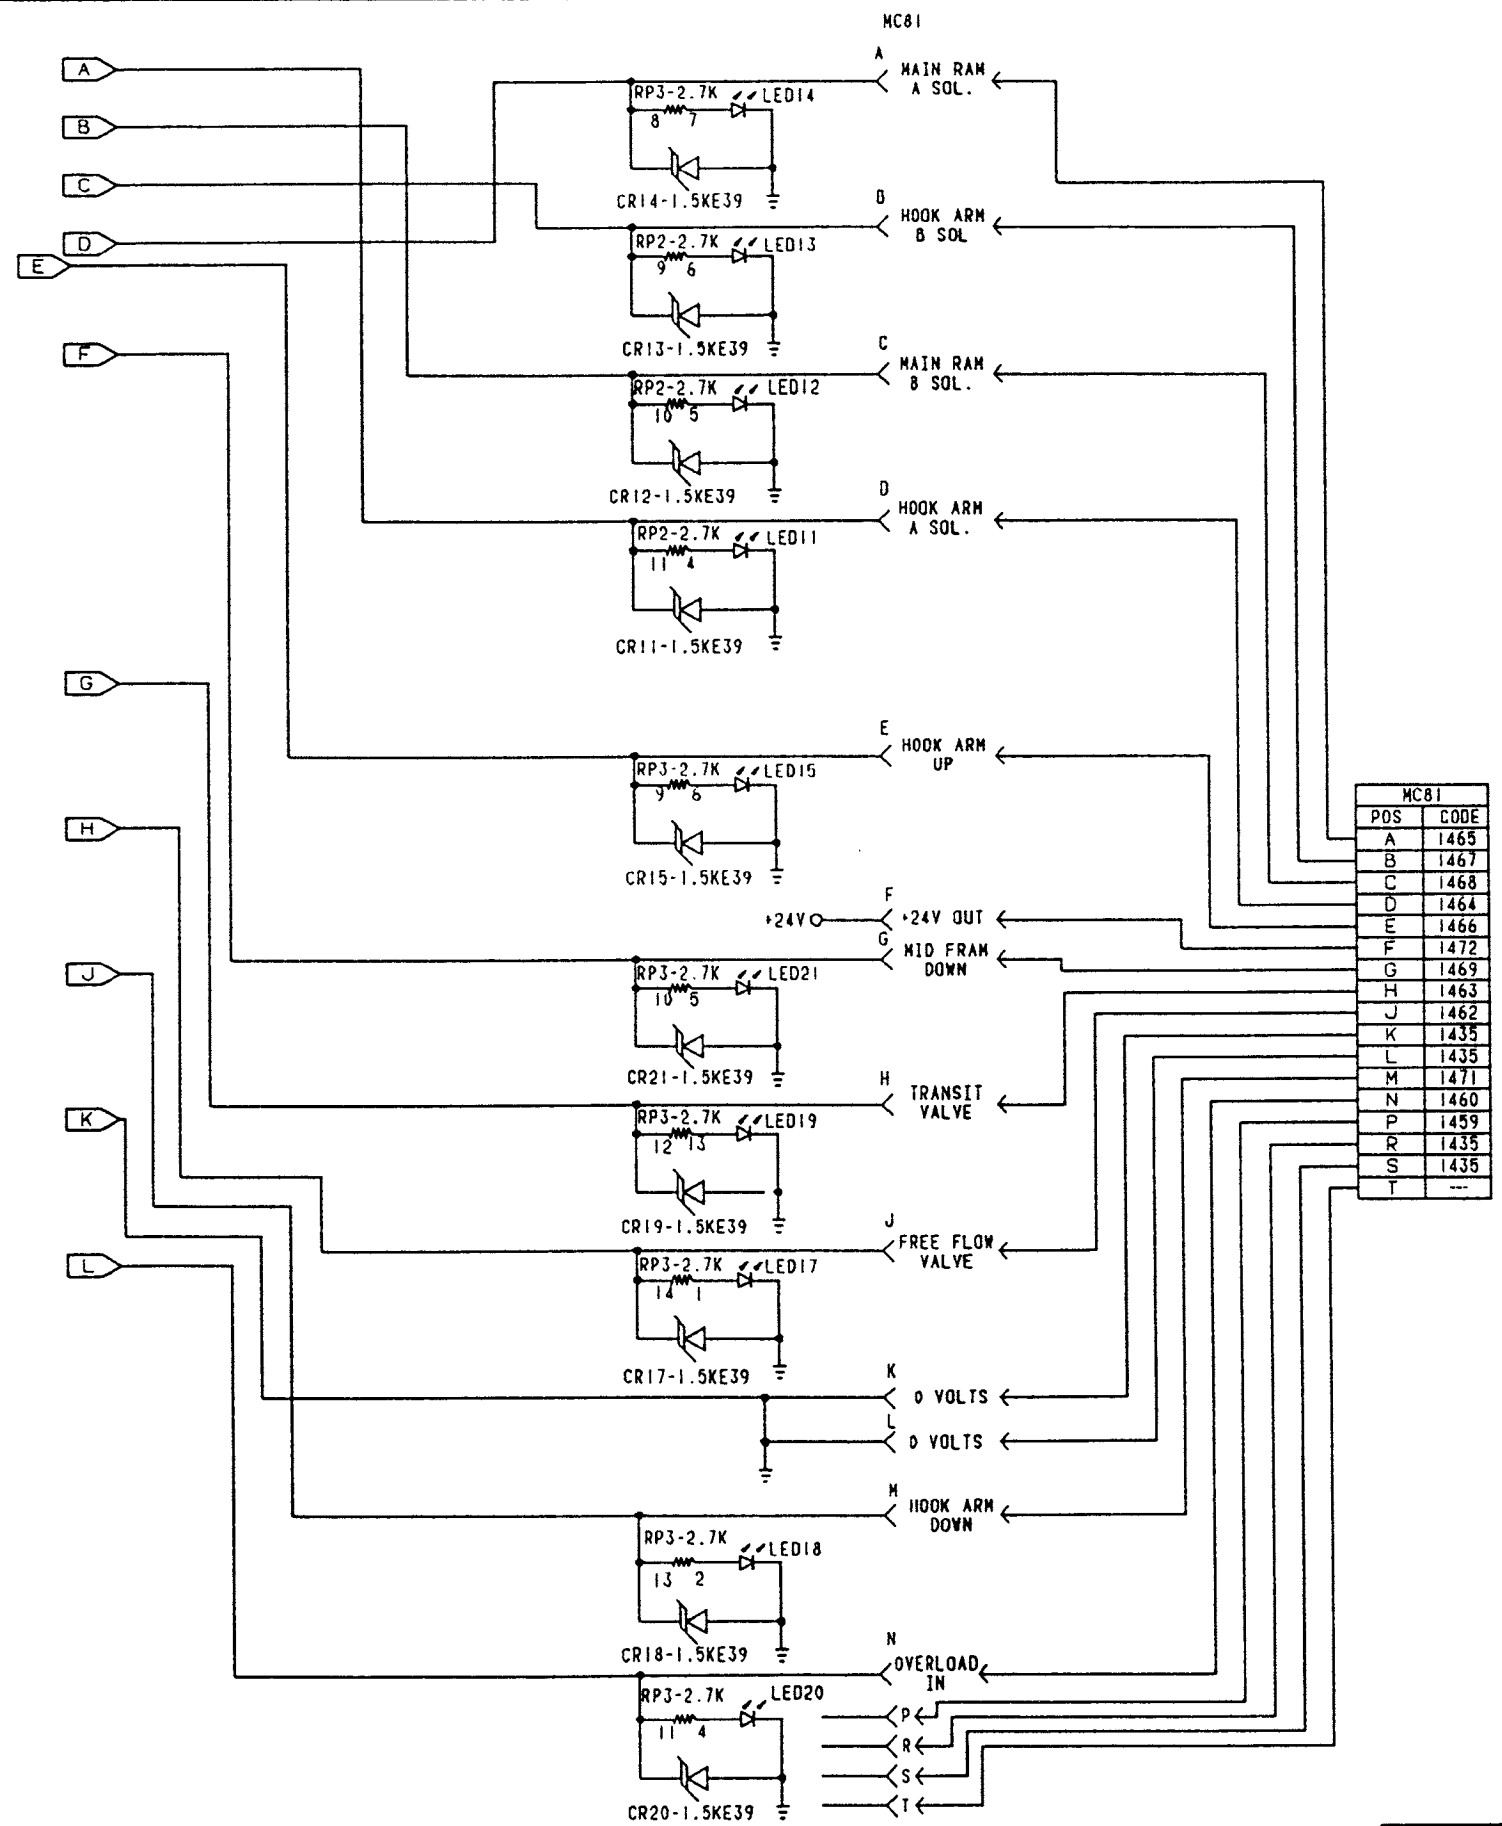 MC81
A
A
MAIN RAM
A SOL.
RP3-2.7K
LED14
8 7
B
C
CR14-1.5KE39
B
HOOK ARM
B SOL
D
RP2-2.7K
LED13
E
9 6
CR13-1.5KE39
C
F
MAIN RAM
B SOL.
RP2-2.7K
LED12
10 5
CR12-1.5KE39
D
HOOK ARM
A SOL.
RP2-2.7K
LED11
11 4
CR11-1.5KE39
G
E
HOOK ARM
UP
RP3-2.7K
LED15
9 6
MC81
POS CODE
A 1465
B 1467
C 1468
D 1464
E 1466
F 1472
G 1469
H 1463
J 1462
K 1435
L 1435
M 1471
N 1460
P 1459
R 1435
S 1435
T ---
H
CR15-1.5KE39
F
+24V
+24V OUT
G
MID FRAM
DOWN
J
RP3-2.7K
LED21
10 5
CR21-1.5KE39
H
TRANSIT
VALVE
K
RP3-2.7K
LED19
12 13
CR19-1.5KE39
J
FREE FLOW
VALVE
L
RP3-2.7K
LED17
14 1
CR17-1.5KE39
K
0 VOLTS
L
0 VOLTS
M
HOOK ARM
DOWN
RP3-2.7K
LED18
13 2
CR18-1.5KE39
N
OVERLOAD
IN
RP3-2.7K
LED20
11 4
P
R
S
T
CR20-1.5KE39